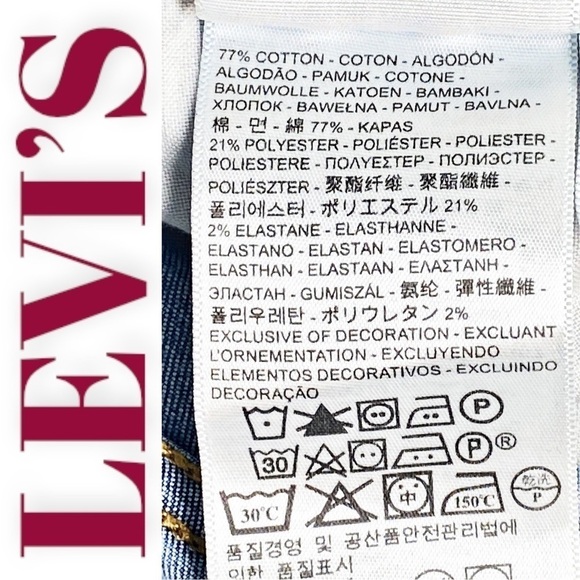 LEVI'S
77% COTTON - COTON - ALGODÓN -
ALGODÃO - PAMUK - COTONE -
BAUMWOLLE - KATOEN - BAMBAKI -
ХЛОПОК - BAWEŁNA - PAMUT - BAVLNA -
棉 - 면 - 綿 77% - KAPAS
21% POLYESTER - POLIÉSTER - POLIESTER -
POLIESTERE - ΠΟΛΥΕΣΤΕΡ - ПОЛИЭСТЕР -
POLIÉSZTER - 聚酯纤维 - 聚酯纖維 -
폴리에스터 - ポリエステル 21%
2% ELASTANE - ELASTHANNE -
ELASTANO - ELASTAN - ELASTOMERO -
ELASTHAN - ELASTAAN - ΕΛΑΣΤΑΝΗ -
ЭЛАСТАН - GUMISZÁL - 氨纶 - 彈性纖維 -
폴리우레탄 - ポリウレタン 2%
EXCLUSIVE OF DECORATION - EXCLUANT
L'ORNEMENTATION - EXCLUYENDO
ELEMENTOS DECORATIVOS - EXCLUINDO
DECORAÇÃO
P
30 P ®
30°C 中 150°C 乾洗 P
품질경영 및 공산품안전관리법에
의한 품질표시